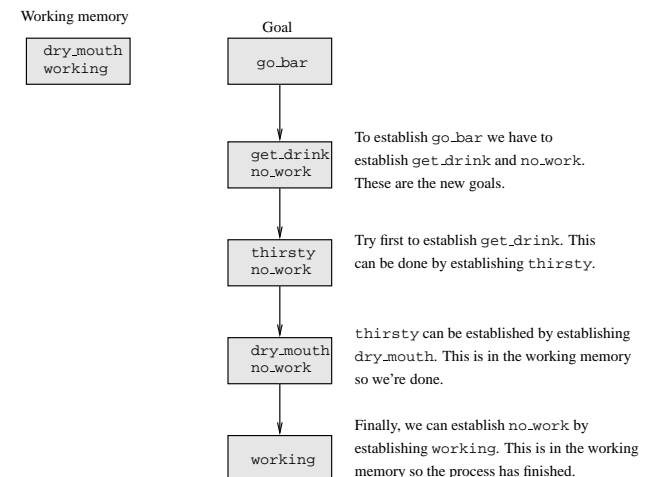 Working memory
dry_mouth
working
Goal
go_bar
get_drink
no_work
To establish go_bar we have to
establish get_drink and no_work.
These are the new goals.
thirsty
no_work
Try first to establish get_drink. This
can be done by establishing thirsty.
dry_mouth
no_work
thirsty can be established by establishing
dry_mouth. This is in the working memory
so we're done.
working
Finally, we can establish no_work by
establishing working. This is in the working
memory so the process has finished.